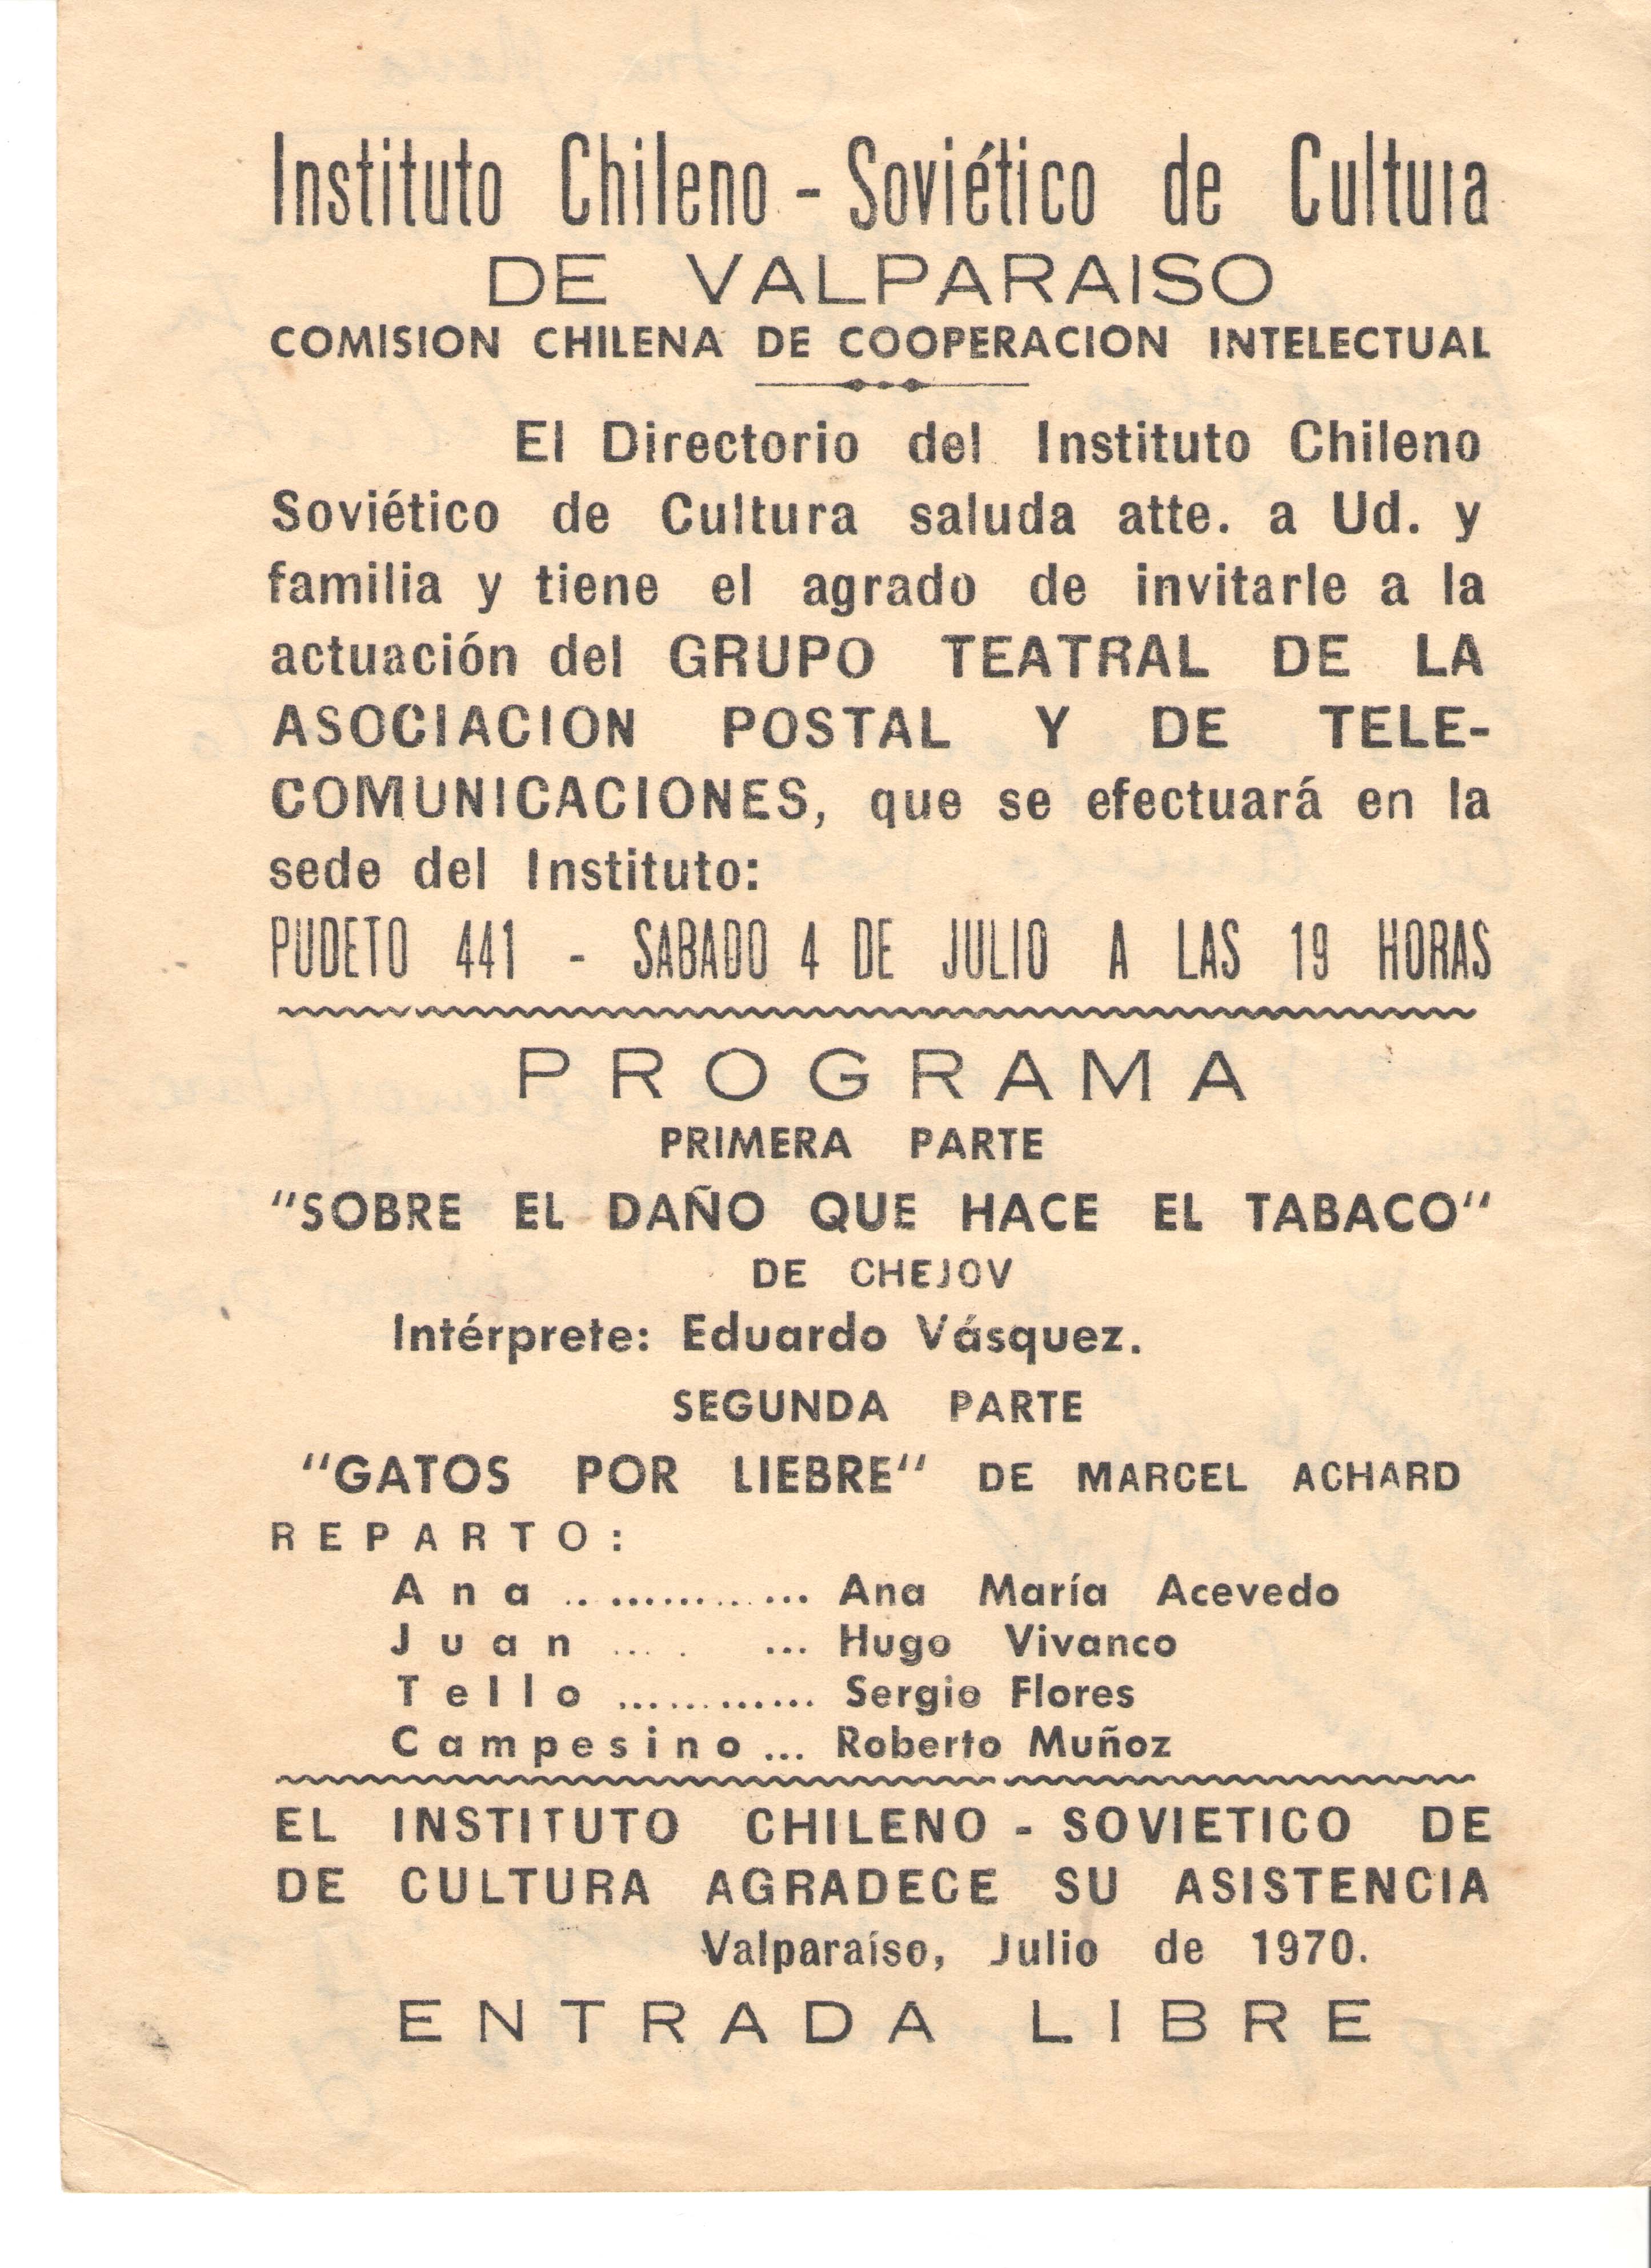 Instituto Chileno - Soviético de Cultura
DE VALPARAISO
COMISION CHILENA DE COOPERACION INTELECTUAL
El Directorio del Instituto Chileno
Soviético de Cultura saluda atte. a Ud. y
familia y tiene el agrado de invitarle a la
actuación del GRUPO TEATRAL DE LA
ASOCIACION POSTAL Y DE TELE-
COMUNICACIONES, que se efectuará en la
sede del Instituto:
PUDETO 441 - SABADO 4 DE JULIO A LAS 19 HORAS
PROGRAMA
PRIMERA PARTE
"SOBRE EL DAÑO QUE HACE EL TABACO"
DE CHEJOV
Intérprete: Eduardo Vásquez.
SEGUNDA PARTE
"GATOS POR LIEBRE" DE MARCEL ACHARD
REPARTO:
Ana .............. Ana María Acevedo
Juan .... ... Hugo Vivanco
Tello ............ Sergio Flores
Campesino ... Roberto Muñoz
EL INSTITUTO CHILENO - SOVIETICO DE
DE CULTURA AGRADECE SU ASISTENCIA
Valparaíso, Julio de 1970.
ENTRADA LIBRE